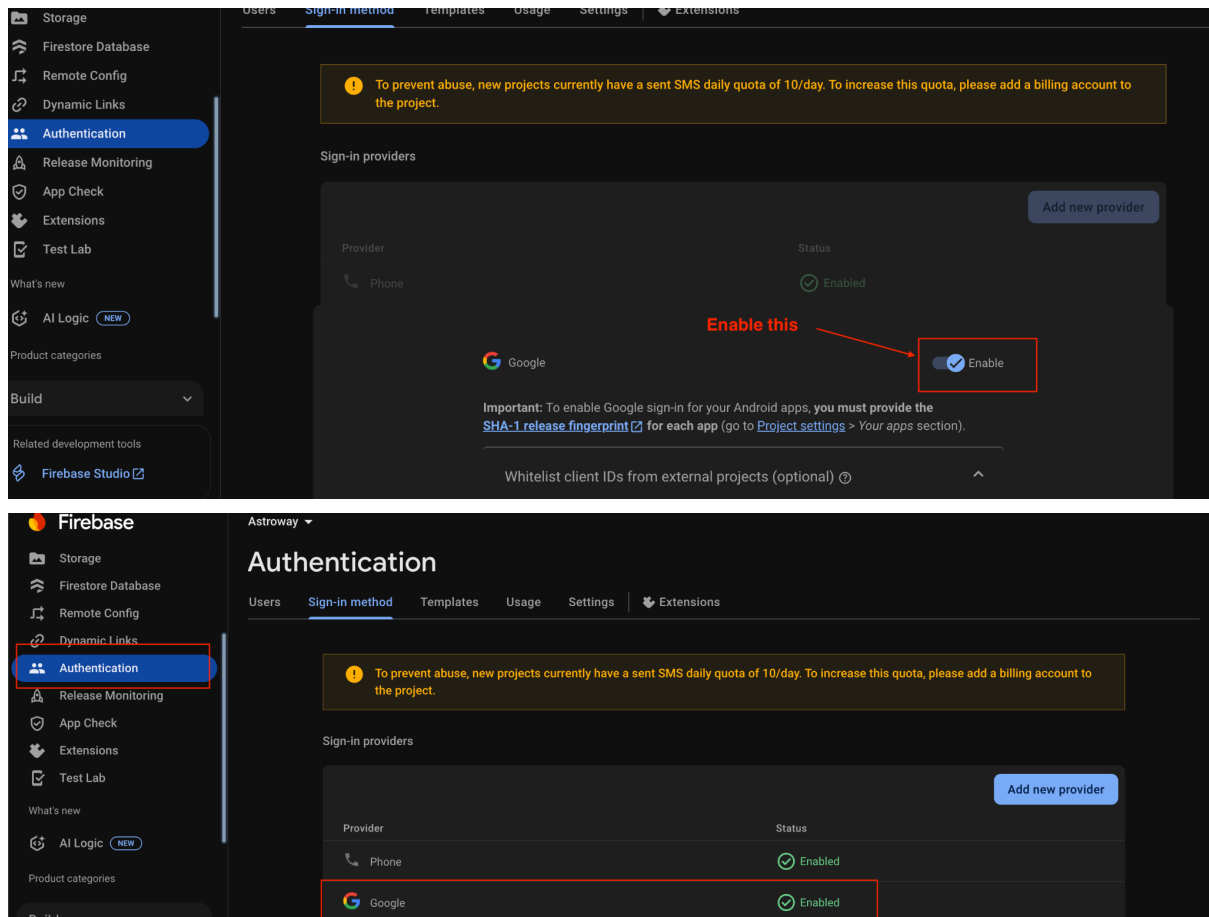 Storage
Firestore Database
Remote Config
Dynamic Links
Authentication
Release Monitoring
App Check
Extensions
Test Lab
What's new
AI Logic NEW
Product categories
Build
Related development tools
Firebase Studio
Users Sign-in method Templates Usage Settings Extensions
To prevent abuse, new projects currently have a sent SMS daily quota of 10/day. To increase this quota, please add a billing account to
the project.
Sign-in providers
Add new provider
Provider Status
Phone Enabled
Enable this
Google Enable
Important: To enable Google sign-in for your Android apps, you must provide the
SHA-1 release fingerprint for each app (go to Project settings > Your apps section).
Whitelist client IDs from external projects (optional)
Firebase
Storage
Firestore Database
Remote Config
Dynamic Links
Authentication
Release Monitoring
App Check
Extensions
Test Lab
What's new
AI Logic NEW
Product categories
Build
Astroway
Authentication
Users Sign-in method Templates Usage Settings Extensions
To prevent abuse, new projects currently have a sent SMS daily quota of 10/day. To increase this quota, please add a billing account to
the project.
Sign-in providers
Add new provider
Provider Status
Phone Enabled
Google Enabled